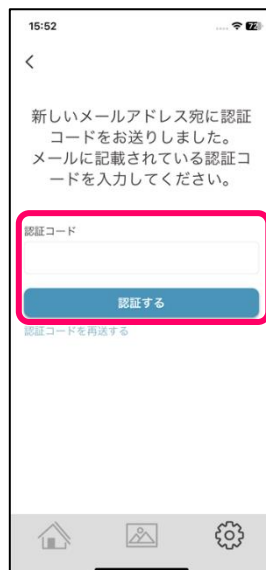 15:52
72
新しいメールアドレス宛に認証
コードをお送りしました。
メールに記載されている認証コ
ードを入力してください。
認証コード
認証する
認証コードを再送する